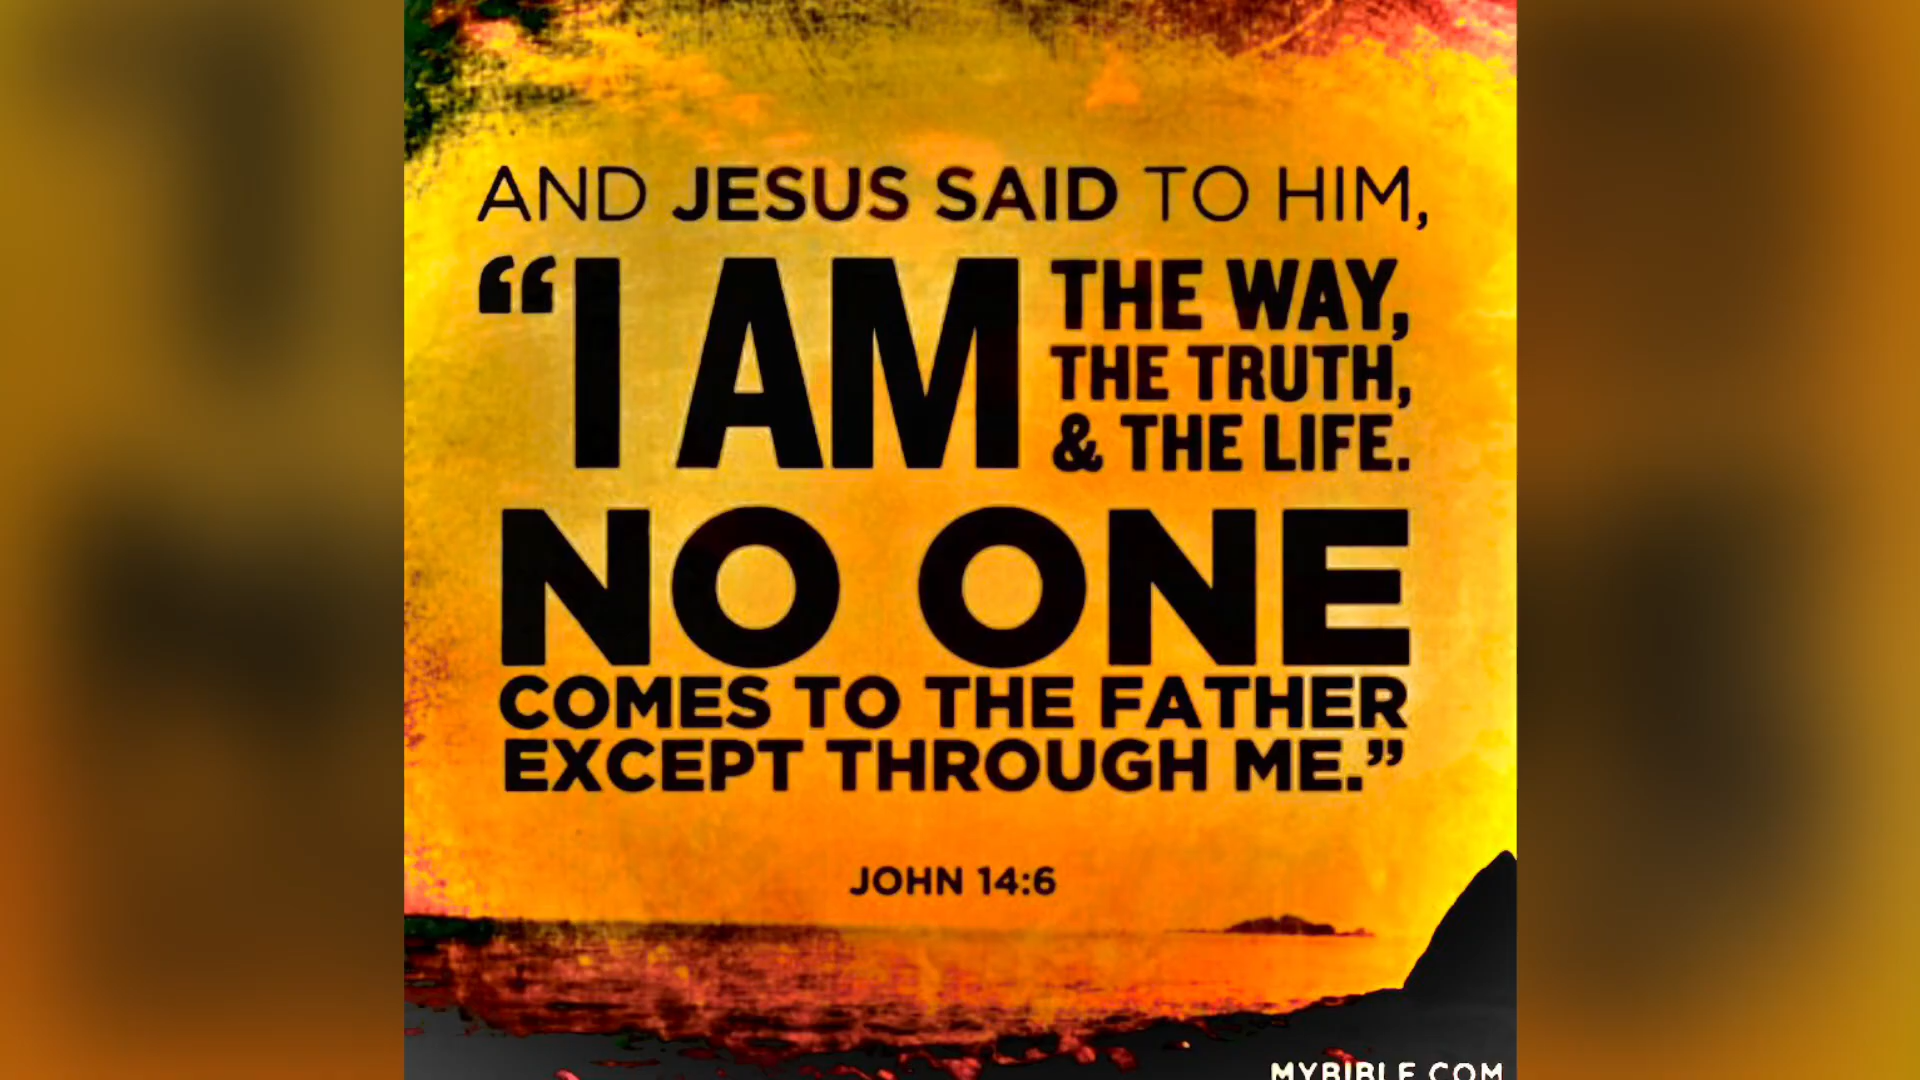 AND JESUS SAID TO HIM,
“I AM THE WAY,
THE TRUTH,
& THE LIFE.
NO ONE
COMES TO THE FATHER
EXCEPT THROUGH ME.”
JOHN 14:6
MYBIBLE.COM